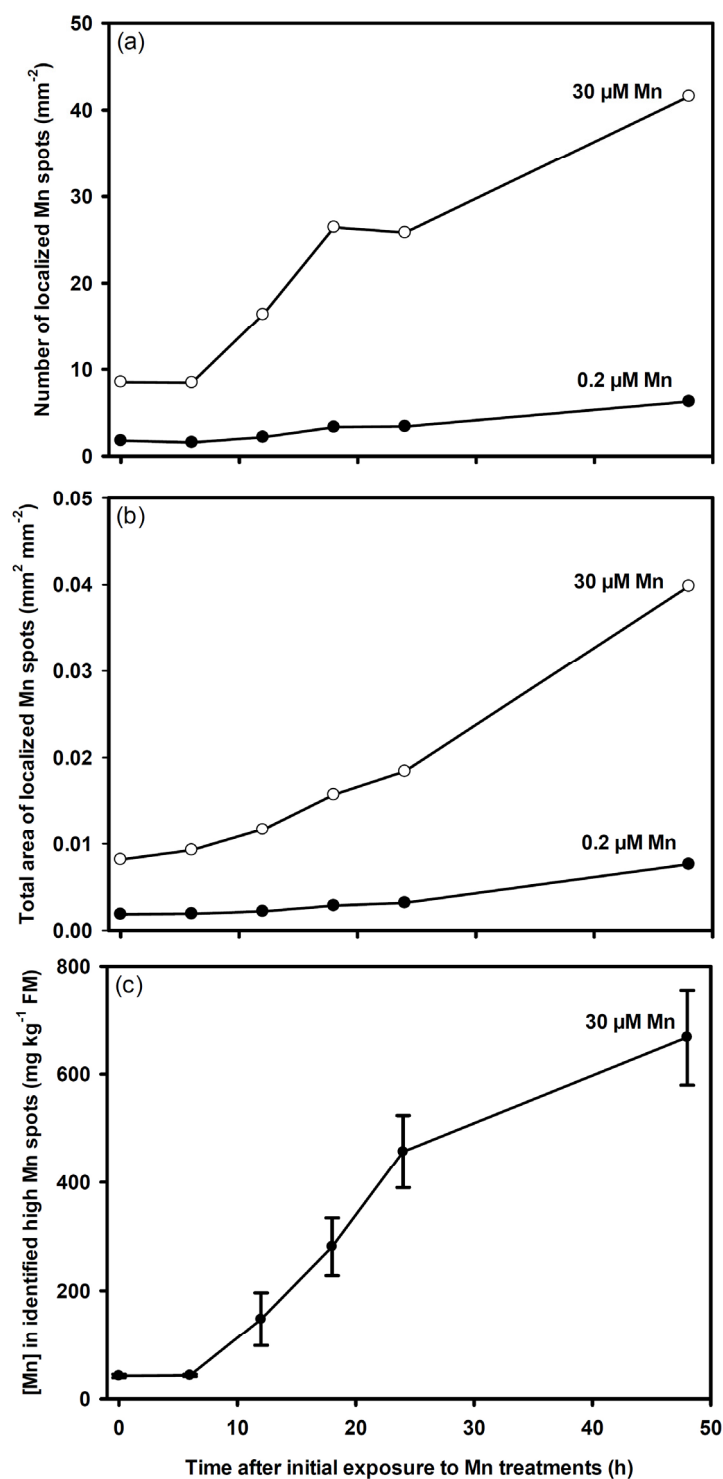 (a)
Number of localized Mn spots (mm⁻²)
50
40
30
20
10
0
30 µM Mn
0.2 µM Mn
(b)
Total area of localized Mn spots (mm² mm⁻²)
0.05
0.04
0.03
0.02
0.01
0.00
30 µM Mn
0.2 µM Mn
(c)
[Mn] in identified high Mn spots (mg kg⁻¹ FM)
800
600
400
200
0
30 µM Mn
0 10 20 30 40 50
Time after initial exposure to Mn treatments (h)